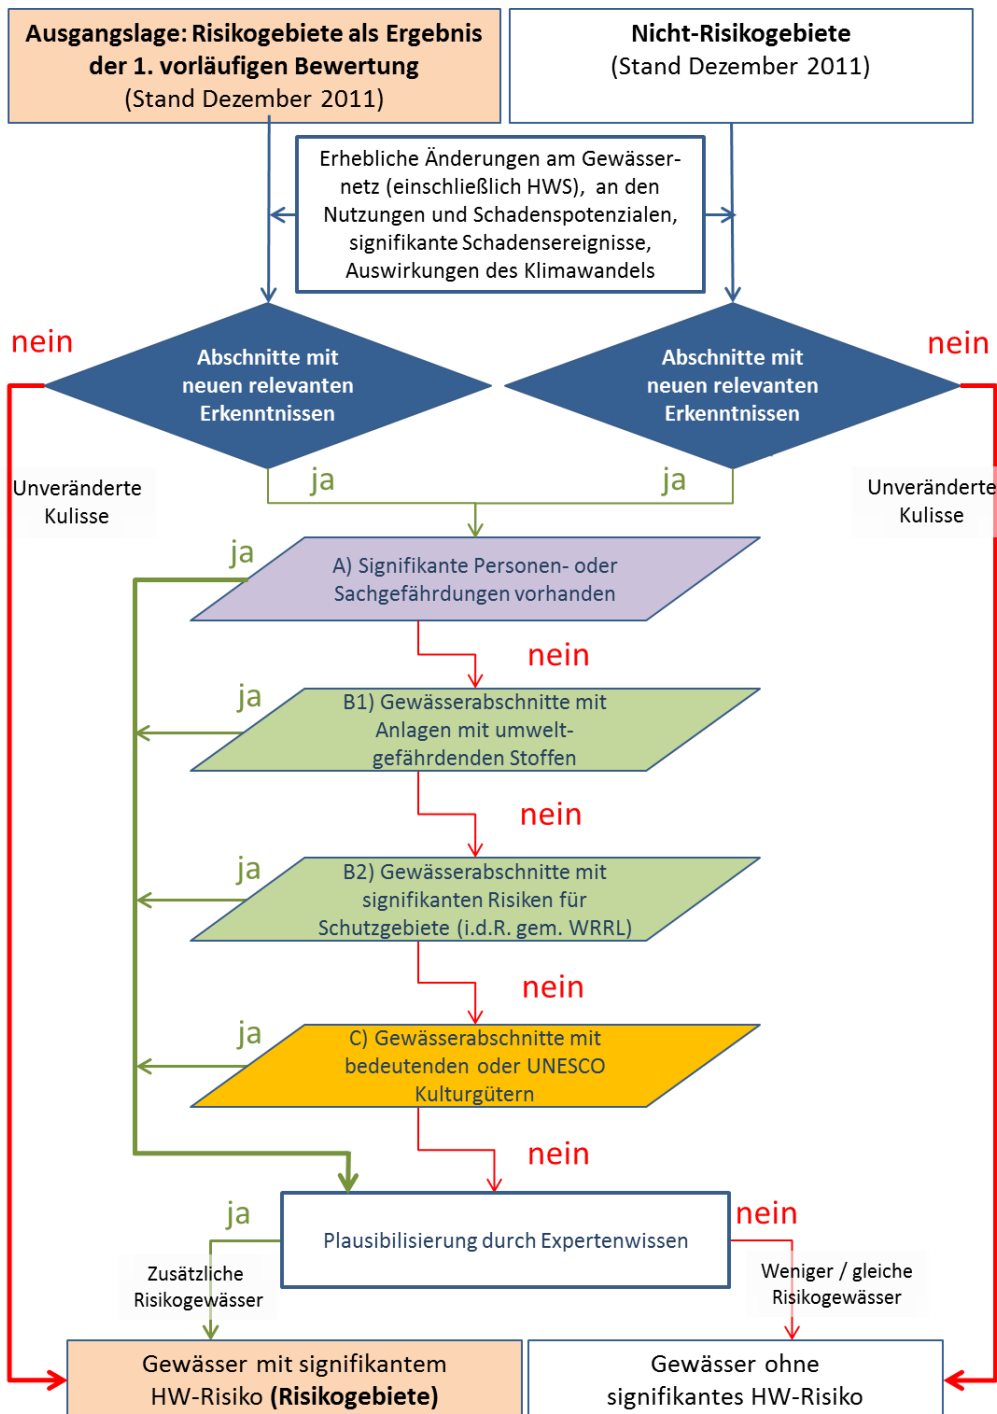 Ausgangslage: Risikogebiete als Ergebnis
der 1. vorläufigen Bewertung
(Stand Dezember 2011)
Nicht-Risikogebiete
(Stand Dezember 2011)
Erhebliche Änderungen am Gewässer-
netz (einschließlich HWS), an den
Nutzungen und Schadenspotenzialen,
signifikante Schadensereignisse,
Auswirkungen des Klimawandels
nein
Abschnitte mit
neuen relevanten
Erkenntnissen
Abschnitte mit
neuen relevanten
Erkenntnissen
nein
Unveränderte
Kulisse
ja
ja
Unveränderte
Kulisse
ja
A) Signifikante Personen- oder
Sachgefährdungen vorhanden
nein
ja
B1) Gewässerabschnitte mit
Anlagen mit umwelt-
gefährdenden Stoffen
nein
ja
B2) Gewässerabschnitte mit
signifikanten Risiken für
Schutzgebiete (i.d.R. gem. WRRL)
nein
ja
C) Gewässerabschnitte mit
bedeutenden oder UNESCO
Kulturgütern
nein
ja
Plausibilisierung durch Expertenwissen
nein
Zusätzliche
Risikogewässer
Weniger / gleiche
Risikogewässer
Gewässer mit signifikantem
HW-Risiko (Risikogebiete)
Gewässer ohne
signifikantes HW-Risiko